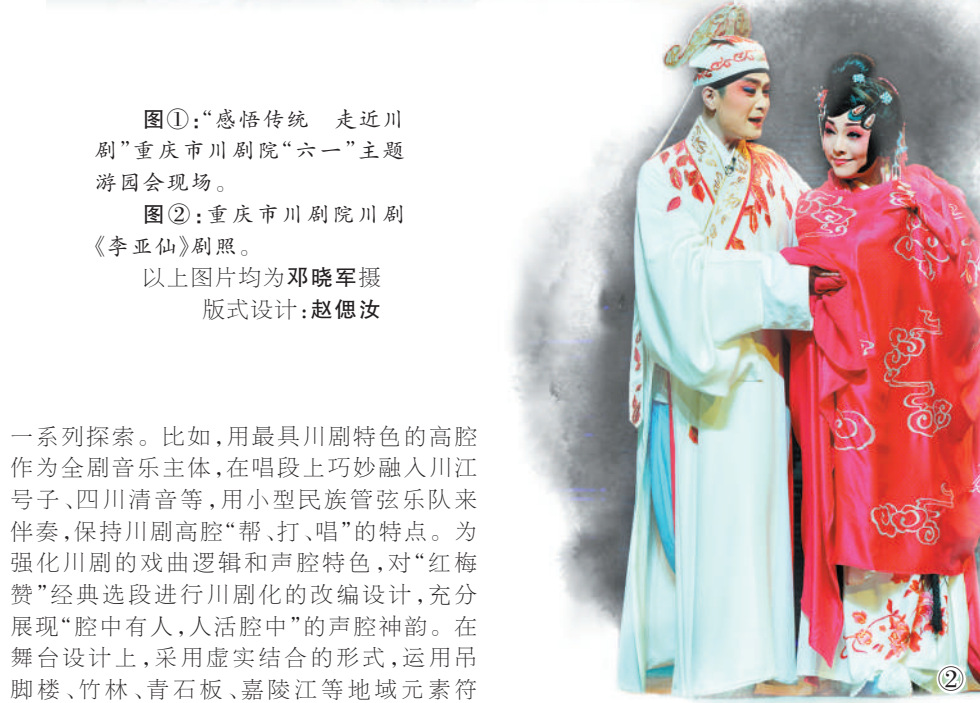 图①:“感悟传统　走近川
剧”重庆市川剧院“六一”主题
游园会现场。
图②:重庆市川剧院川剧
《李亚仙》剧照。
以上图片均为邓晓军摄
版式设计:赵偲汝
一系列探索。比如,用最具川剧特色的高腔
作为全剧音乐主体,在唱段上巧妙融入川江
号子、四川清音等,用小型民族管弦乐队来
伴奏,保持川剧高腔“帮、打、唱”的特点。为
强化川剧的戏曲逻辑和声腔特色,对“红梅
赞”经典选段进行川剧化的改编设计,充分
展现“腔中有人,人活腔中”的声腔神韵。在
舞台设计上,采用虚实结合的形式,运用吊
脚楼、竹林、青石板、嘉陵江等地域元素符
②